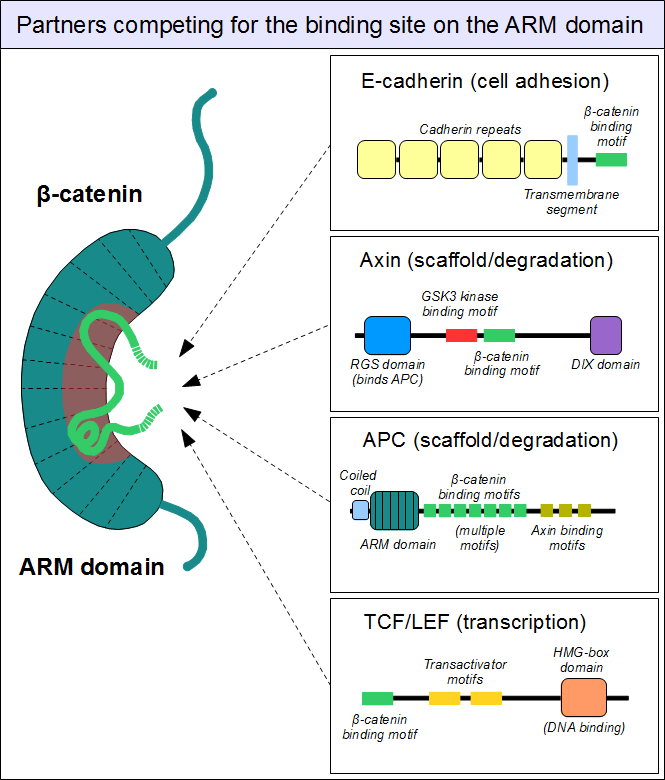 Partners competing for the binding site on the ARM domain
β-catenin
ARM domain
E-cadherin (cell adhesion)
Cadherin repeats
β-catenin
binding
motif
Transmembrane
segment
Axin (scaffold/degradation)
GSK3 kinase
binding motif
RGS domain
(binds APC)
β-catenin
binding motif
DIX domain
APC (scaffold/degradation)
Coiled
coil
β-catenin
binding motifs
ARM domain
(multiple
motifs)
Axin binding
motifs
TCF/LEF (transcription)
Transactivator
motifs
HMG-box
domain
β-catenin
binding motif
(DNA binding)